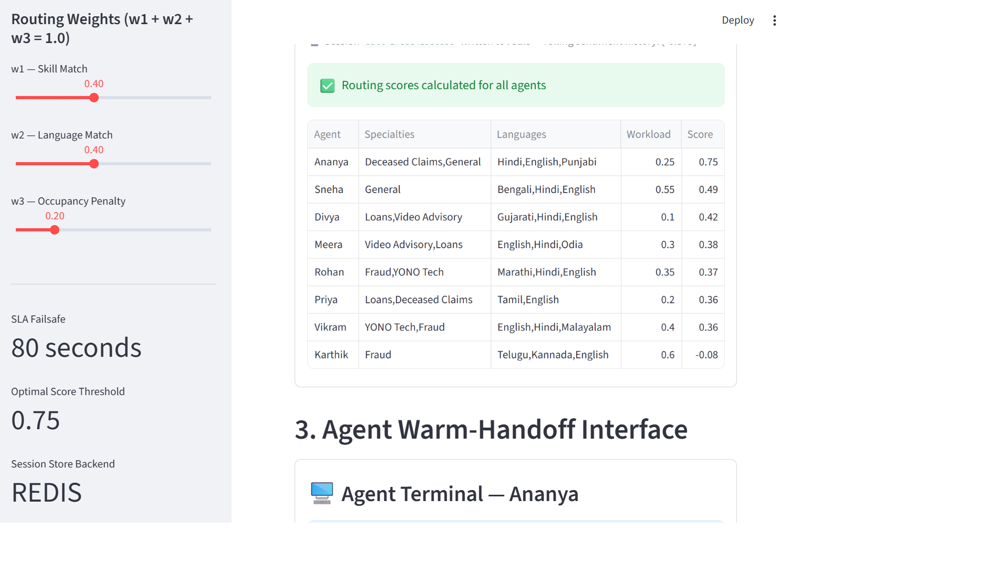 Routing Weights (w1 + w2 +
w3 = 1.0)
w1 — Skill Match
0.40
w2 — Language Match
0.40
w3 — Occupancy Penalty
0.20
SLA Failsafe
80 seconds
Optimal Score Threshold
0.75
Session Store Backend
REDIS
Deploy
Routing scores calculated for all agents
Agent Specialties Languages Workload Score
Ananya Deceased Claims,General Hindi,English,Punjabi 0.25 0.75
Sneha General Bengali,Hindi,English 0.55 0.49
Divya Loans,Video Advisory Gujarati,Hindi,English 0.1 0.42
Meera Video Advisory,Loans English,Hindi,Odia 0.3 0.38
Rohan Fraud,YONO Tech Marathi,Hindi,English 0.35 0.37
Priya Loans,Deceased Claims Tamil,English 0.2 0.36
Vikram YONO Tech,Fraud English,Hindi,Malayalam 0.4 0.36
Karthik Fraud Telugu,Kannada,English 0.6 -0.08
3. Agent Warm-Handoff Interface
Agent Terminal — Ananya